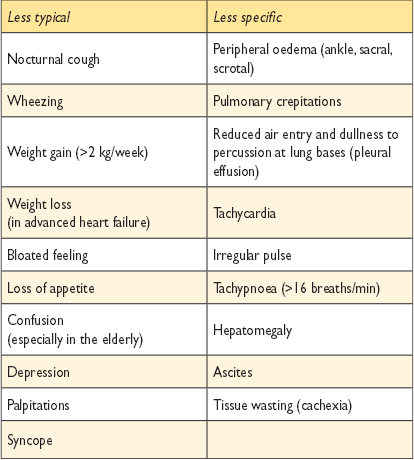 Less typical
Less specific
Nocturnal cough
Peripheral oedema (ankle, sacral,
scrotal)
Wheezing
Pulmonary crepitations
Weight gain (>2 kg/week)
Reduced air entry and dullness to
percussion at lung bases (pleural
effusion)
Weight loss
(in advanced heart failure)
Tachycardia
Bloated feeling
Irregular pulse
Loss of appetite
Tachypnoea (>16 breaths/min)
Confusion
(especially in the elderly)
Hepatomegaly
Depression
Ascites
Palpitations
Tissue wasting (cachexia)
Syncope